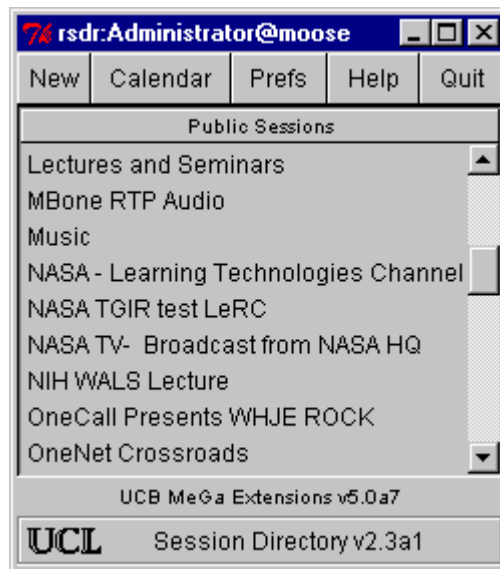 7% rsdr:Administrator@moose
New Calendar Prefs Help Quit
Public Sessions
Lectures and Seminars
MBone RTP Audio
Music
NASA - Learning Technologies Channel
NASA TGIR test LeRC
NASA TV- Broadcast from NASA HQ
NIH WALS Lecture
OneCall Presents WHJE ROCK
OneNet Crossroads
UCB MeGa Extensions v5.0a7
UCL Session Directory v2.3a1